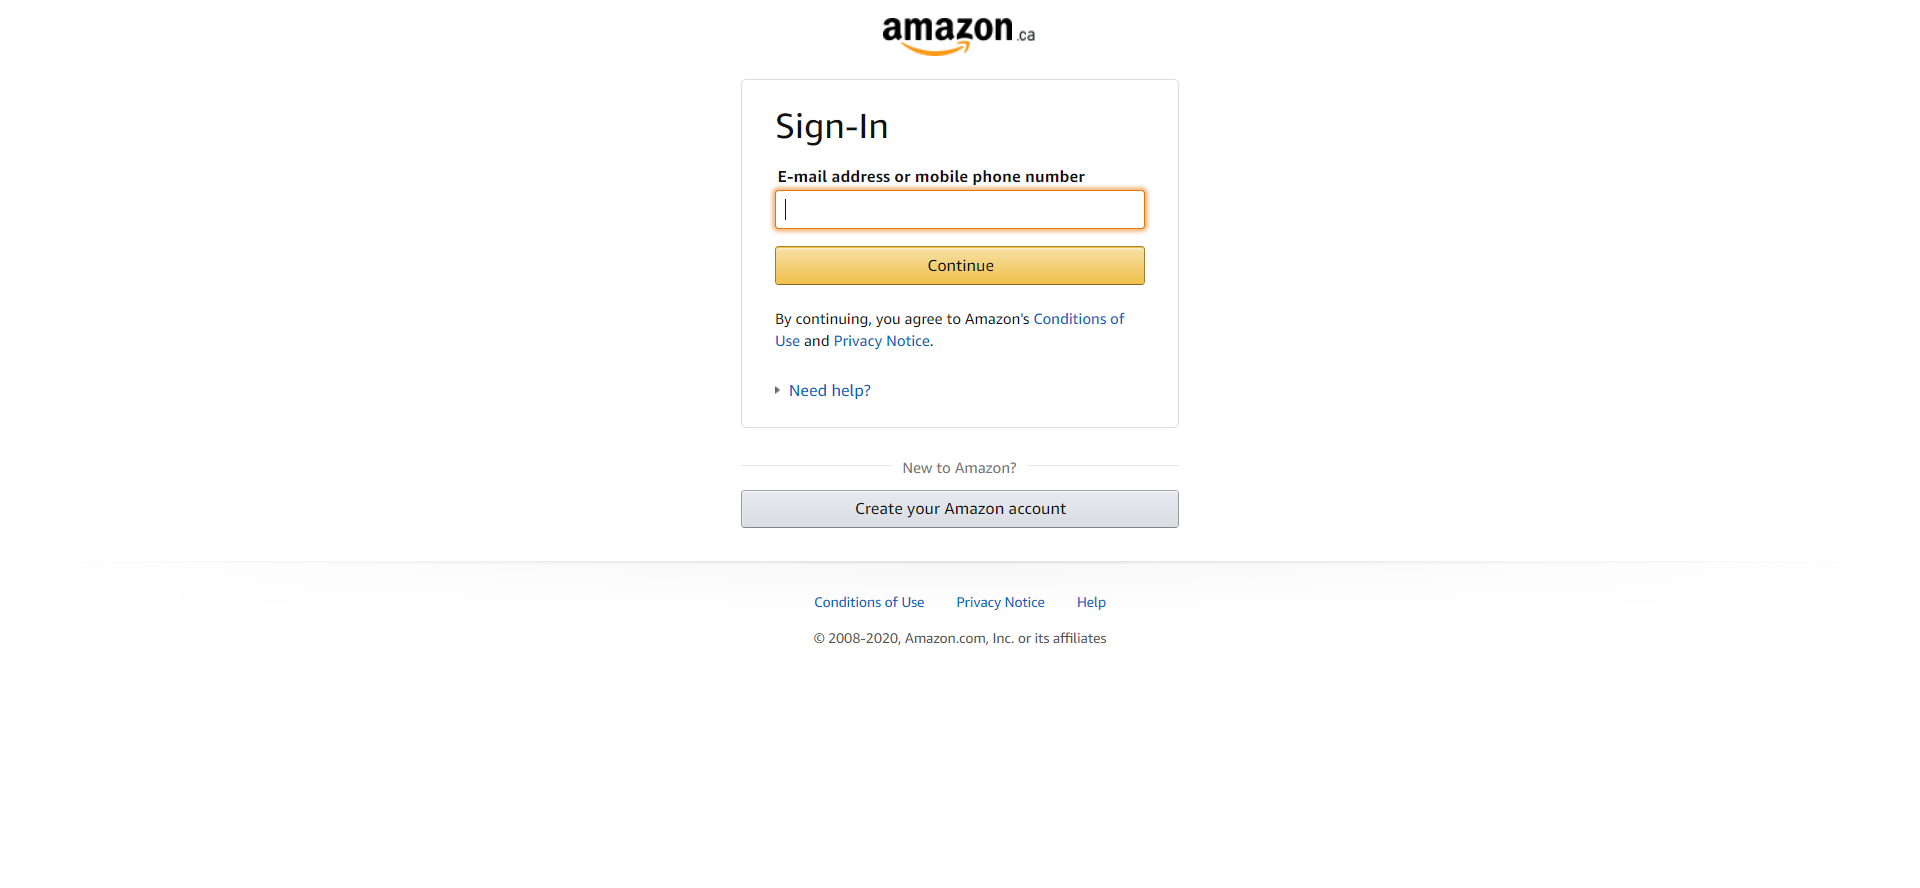 amazon.ca
Sign-In
E-mail address or mobile phone number
Continue
By continuing, you agree to Amazon's Conditions of
Use and Privacy Notice.
Need help?
New to Amazon?
Create your Amazon account
Conditions of Use Privacy Notice Help
© 2008-2020, Amazon.com, Inc. or its affiliates